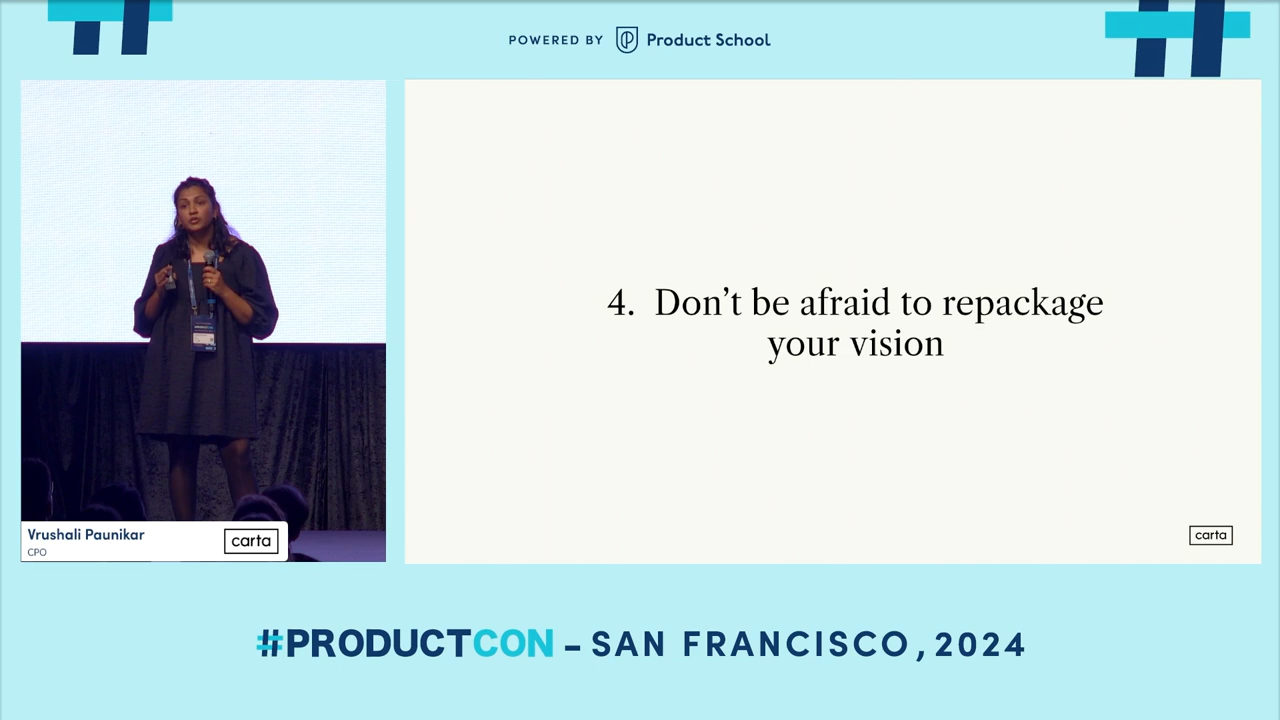 POWERED BY Product School
4. Don't be afraid to repackage
your vision
Vrushali Paunikar
CPO
carta
carta
#PRODUCTCON – SAN FRANCISCO, 2024